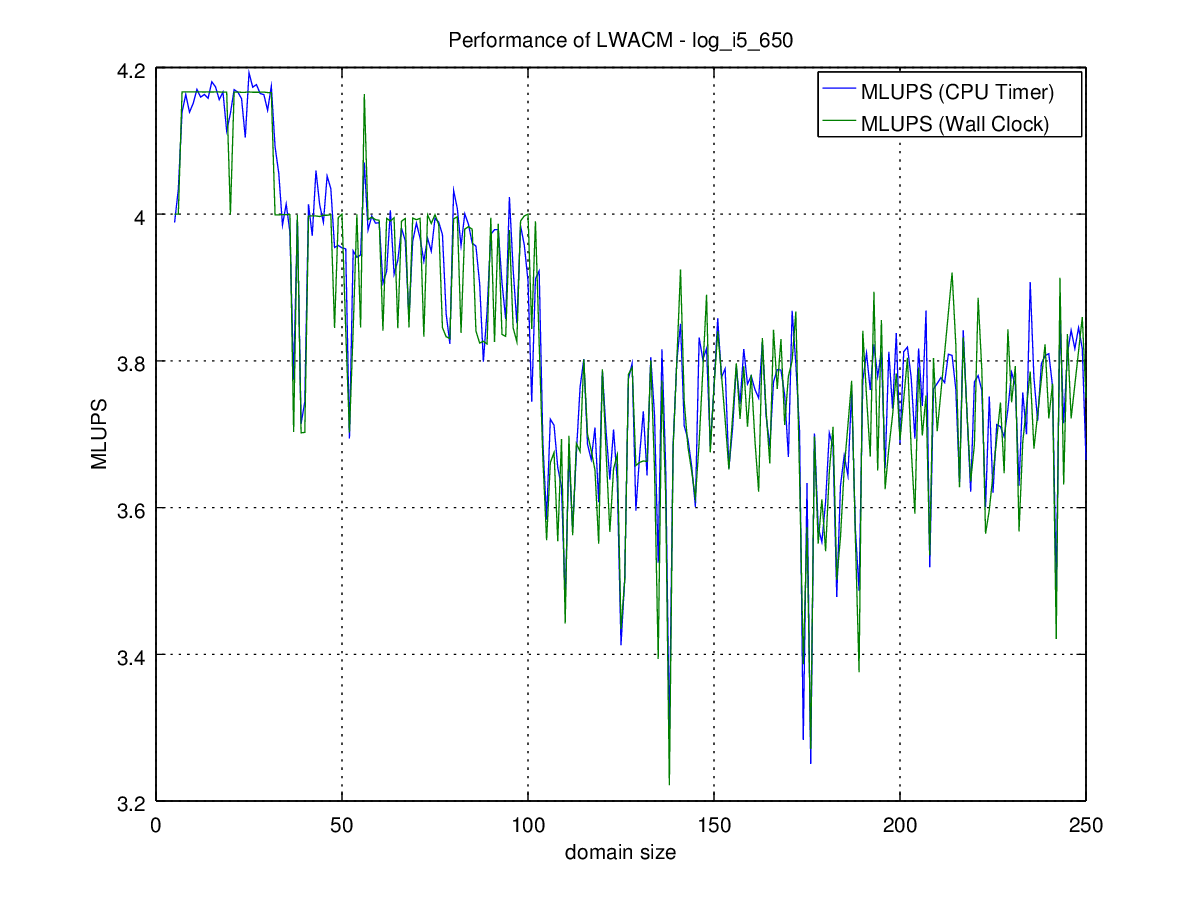 Performance of LWACM - log_i5_650
MLUPS (CPU Timer)
MLUPS (Wall Clock)
4.2
4
3.8
3.6
3.4
3.2
MLUPS
0 50 100 150 200 250
domain size